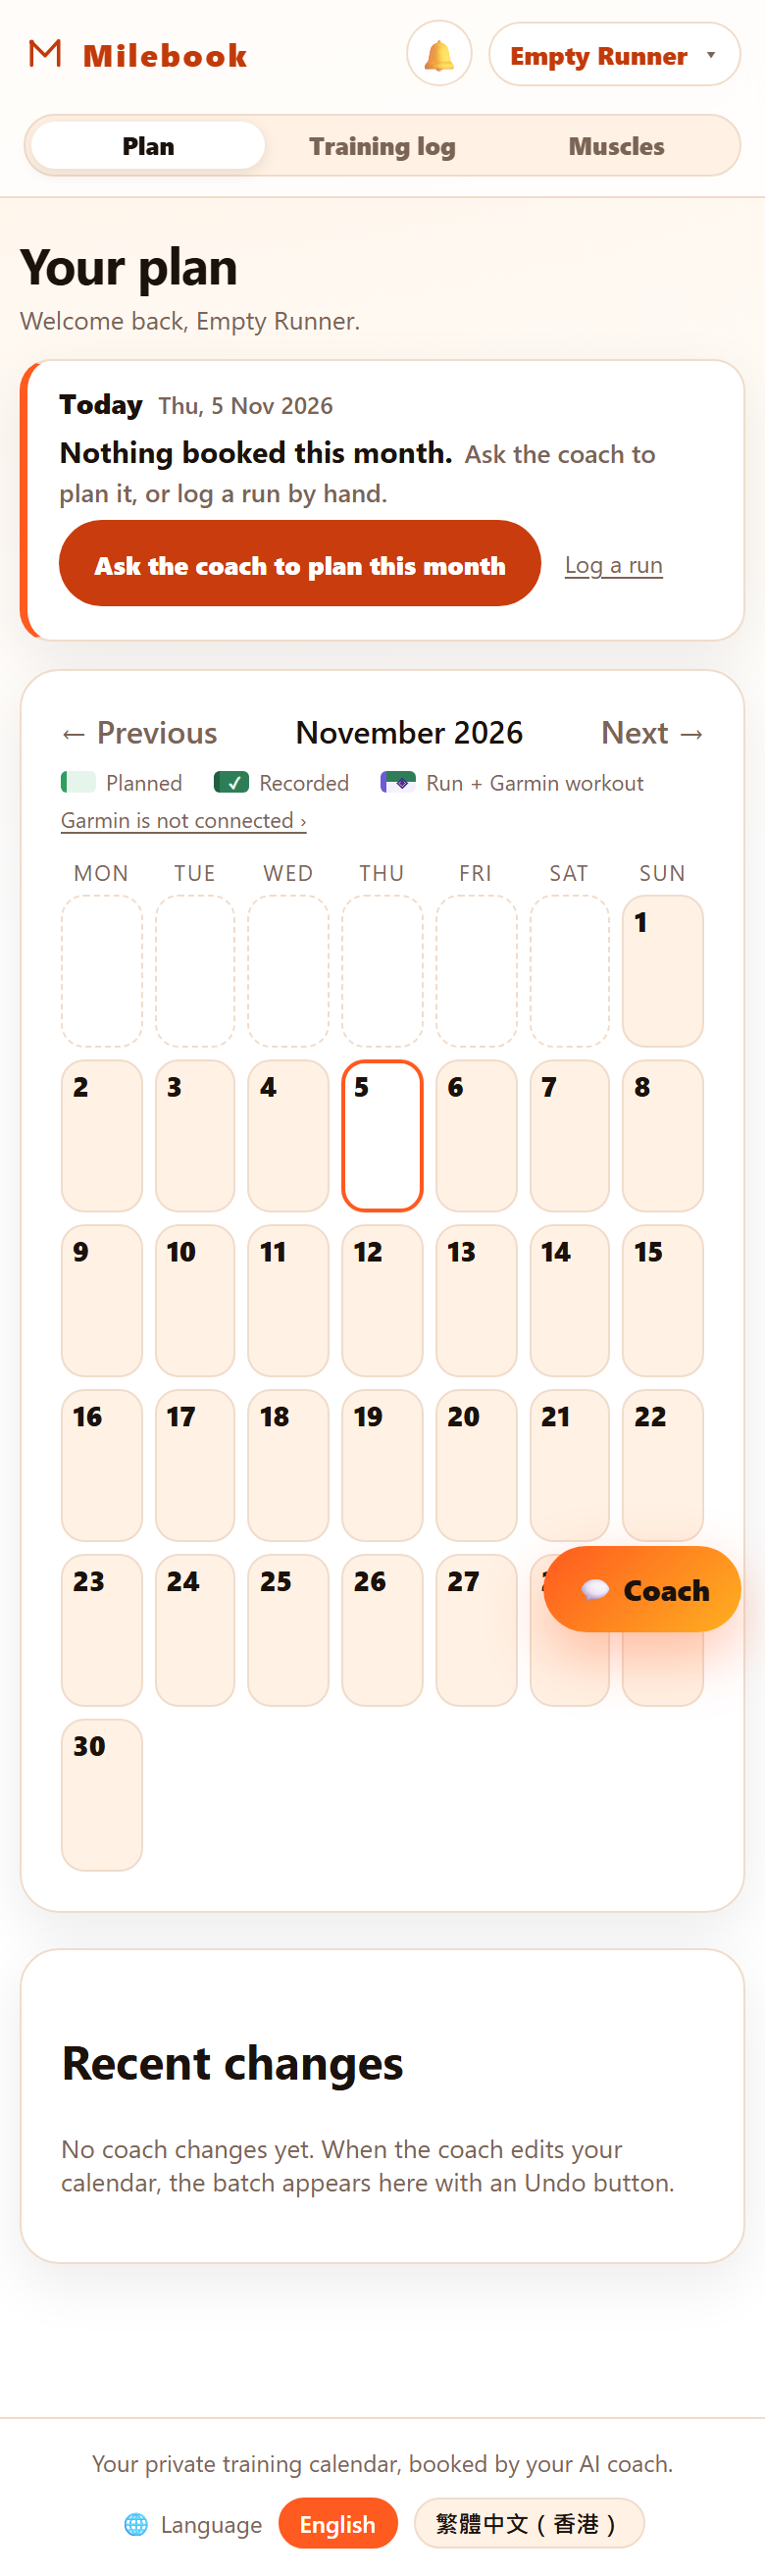 Milebook
Empty Runner ▾
Plan Training log Muscles
Your plan
Welcome back, Empty Runner.
Today Thu, 5 Nov 2026
Nothing booked this month. Ask the coach to
plan it, or log a run by hand.
Ask the coach to plan this month Log a run
← Previous November 2026 Next →
Planned Recorded Run + Garmin workout
Garmin is not connected ›
MON TUE WED THU FRI SAT SUN
1
2 3 4 5 6 7 8
9 10 11 12 13 14 15
16 17 18 19 20 21 22
23 24 25 26 27
Coach
30
Recent changes
No coach changes yet. When the coach edits your
calendar, the batch appears here with an Undo button.
Your private training calendar, booked by your AI coach.
Language English 繁體中文（香港）